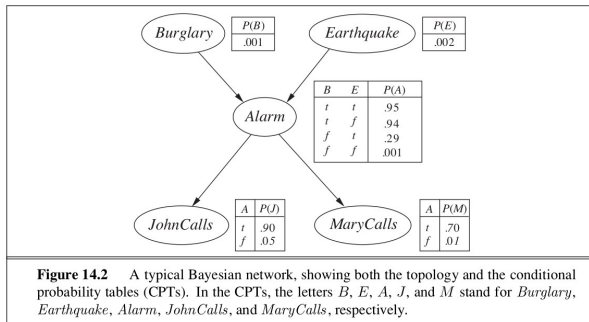 Burglary
P(B)
.001
Earthquake
P(E)
.002
Alarm
B E P(A)
t t .95
t f .94
f t .29
f f .001
JohnCalls
A P(J)
t .90
f .05
MaryCalls
A P(M)
t .70
f .01
Figure 14.2 A typical Bayesian network, showing both the topology and the conditional
probability tables (CPTs). In the CPTs, the letters B, E, A, J, and M stand for Burglary,
Earthquake, Alarm, JohnCalls, and MaryCalls, respectively.